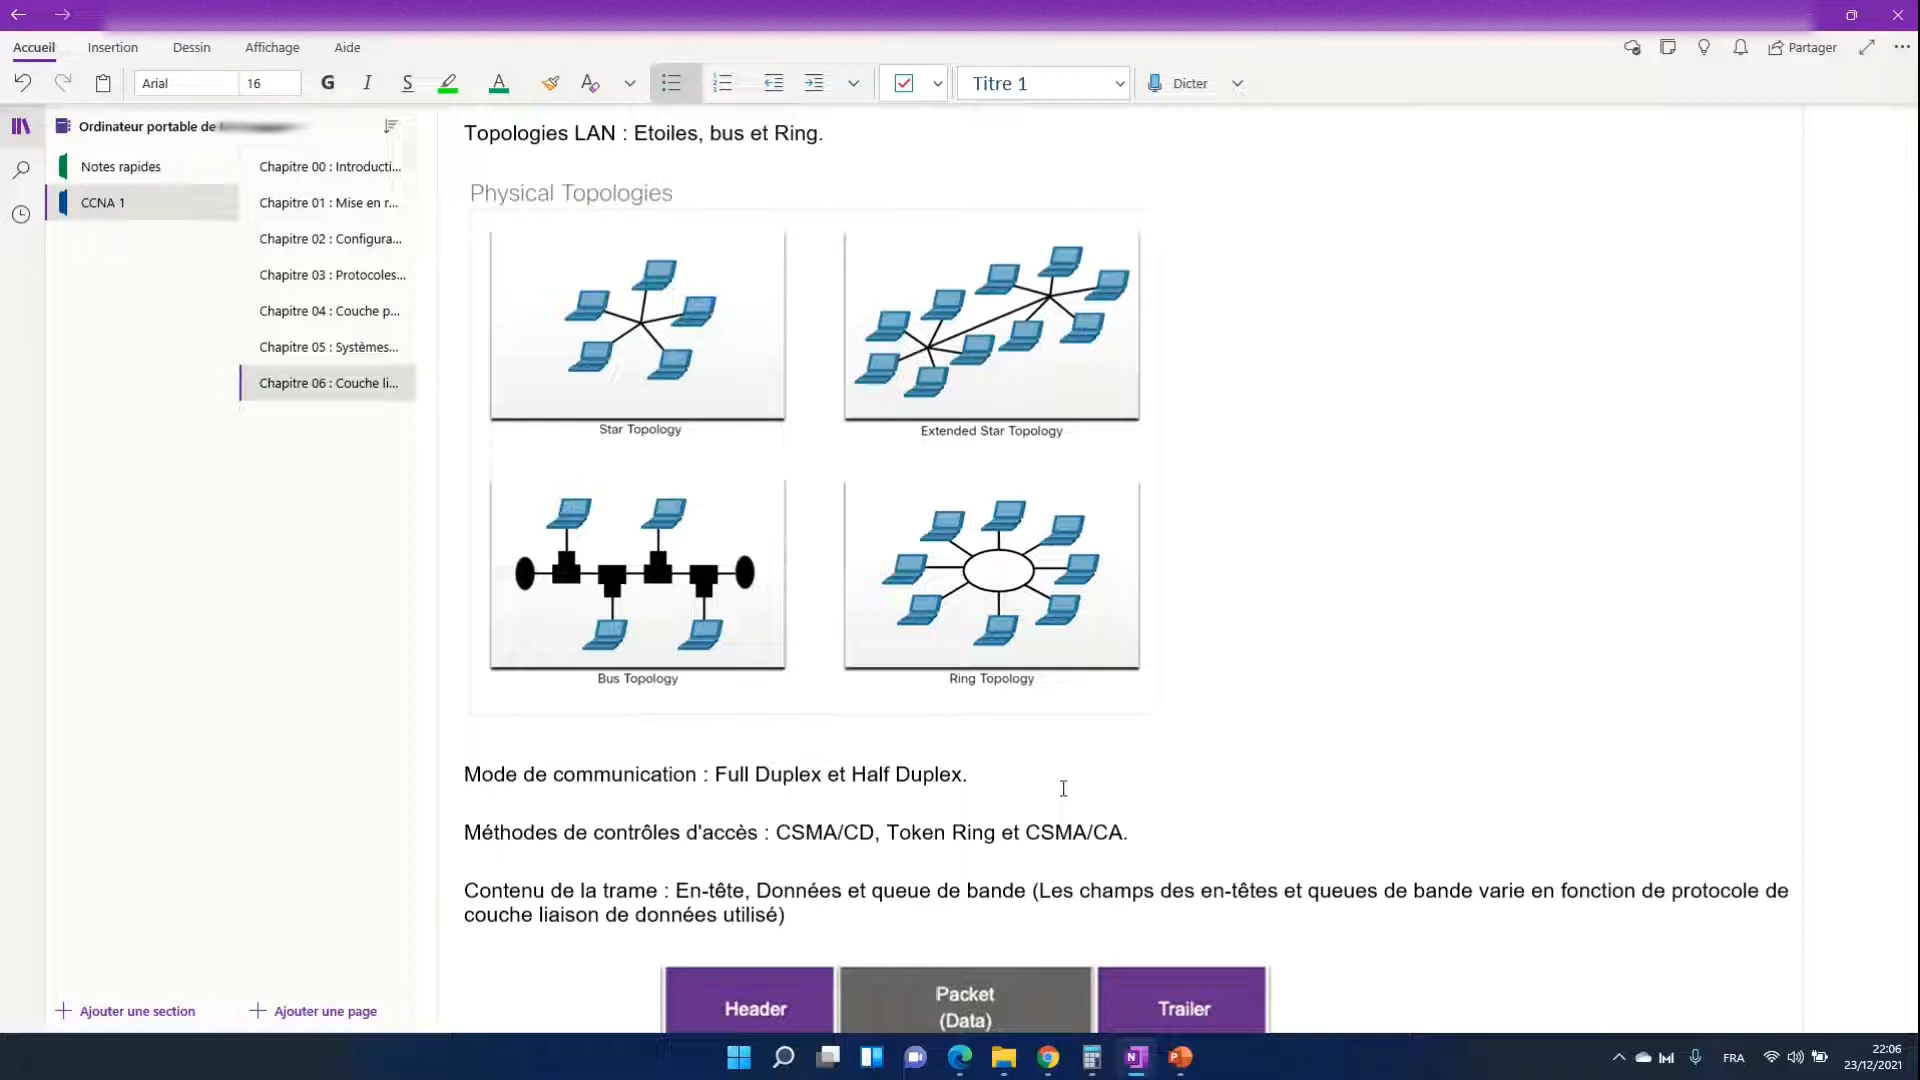 Accueil
Insertion
Dessin
Affichage
Aide
Partager
Arial
16
G
I
S
A
Titre 1
Dicter
Ordinateur portable de
Notes rapides
CCNA 1
Chapitre 00 : Introducti...
Chapitre 01 : Mise en r...
Chapitre 02 : Configura...
Chapitre 03 : Protocoles...
Chapitre 04 : Couche p...
Chapitre 05 : Systèmes...
Chapitre 06 : Couche li...
Ajouter une section
Ajouter une page
Topologies LAN : Etoiles, bus et Ring.
Physical Topologies
Star Topology
Extended Star Topology
Bus Topology
Ring Topology
Mode de communication : Full Duplex et Half Duplex.
Méthodes de contrôles d'accès : CSMA/CD, Token Ring et CSMA/CA.
Contenu de la trame : En-tête, Données et queue de bande (Les champs des en-têtes et queues de bande varie en fonction de protocole de
couche liaison de données utilisé)
Header
Packet
(Data)
Trailer
FRA
22:06
23/12/2021